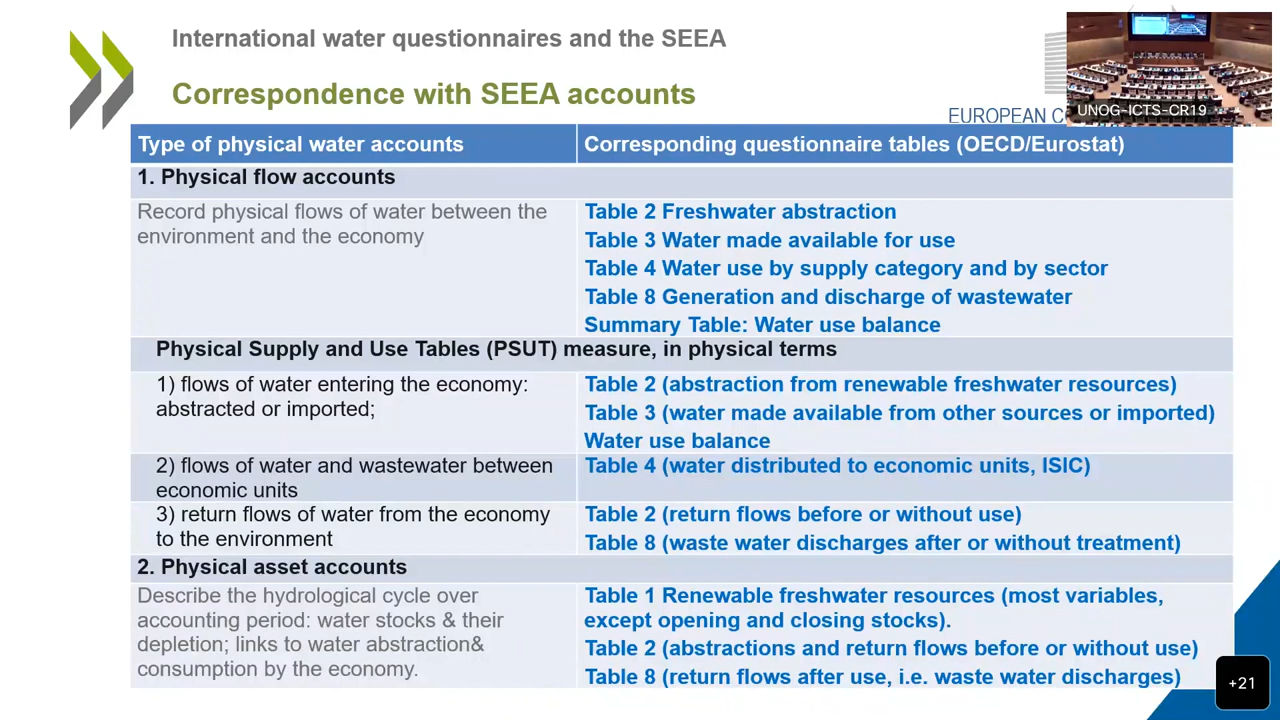 International water questionnaires and the SEEA
Correspondence with SEEA accounts
EUROPEAN
UNOG-ICTS-CR19
Type of physical water accounts
Corresponding questionnaire tables (OECD/Eurostat)
1. Physical flow accounts
Record physical flows of water between the
environment and the economy
Table 2 Freshwater abstraction
Table 3 Water made available for use
Table 4 Water use by supply category and by sector
Table 8 Generation and discharge of wastewater
Summary Table: Water use balance
Physical Supply and Use Tables (PSUT) measure, in physical terms
1) flows of water entering the economy:
abstracted or imported;
Table 2 (abstraction from renewable freshwater resources)
Table 3 (water made available from other sources or imported)
Water use balance
2) flows of water and wastewater between
economic units
Table 4 (water distributed to economic units, ISIC)
3) return flows of water from the economy
to the environment
Table 2 (return flows before or without use)
Table 8 (waste water discharges after or without treatment)
2. Physical asset accounts
Describe the hydrological cycle over
accounting period: water stocks & their
depletion; links to water abstraction&
consumption by the economy.
Table 1 Renewable freshwater resources (most variables,
except opening and closing stocks).
Table 2 (abstractions and return flows before or without use)
Table 8 (return flows after use, i.e. waste water discharges)
+21